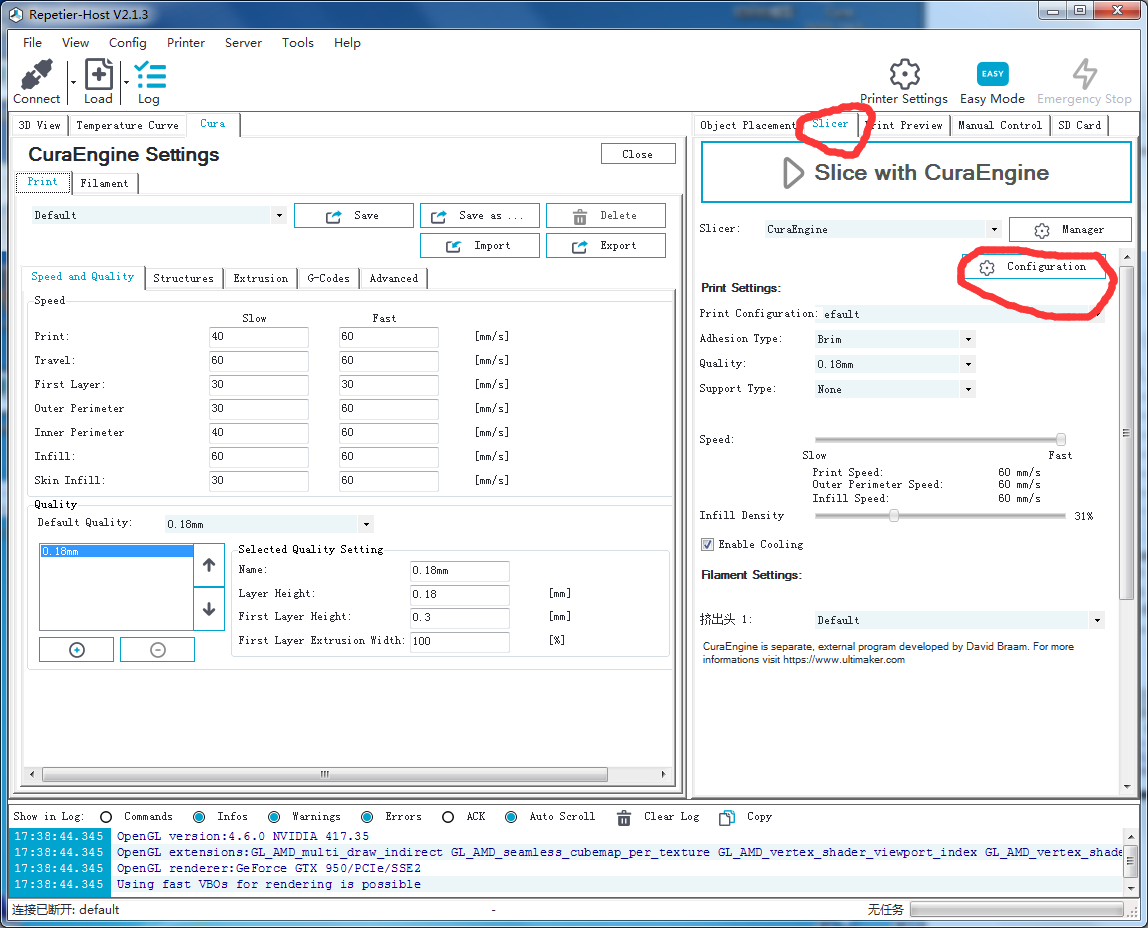 Repetier-Host V2.1.3
File View Config Printer Server Tools Help
Connect Load Log Printer Settings EASY Easy Mode Emergency Stop
3D View Temperature Curve Cura
Object Placement Slicer Print Preview Manual Control SD Card
CuraEngine Settings
Close
Print Filament
Default Save Save as ... Delete
Import Export
Speed and Quality Structures Extrusion G-Codes Advanced
Speed
Slow Fast
Print: 40 60 [mm/s]
Travel: 60 60 [mm/s]
First Layer: 30 30 [mm/s]
Outer Perimeter 30 60 [mm/s]
Inner Perimeter 40 60 [mm/s]
Infill: 60 60 [mm/s]
Skin Infill: 30 60 [mm/s]
Quality
Default Quality: 0.18mm
0.18mm
Selected Quality Setting
Name: 0.18mm
Layer Height: 0.18 [mm]
First Layer Height: 0.3 [mm]
First Layer Extrusion Width: 100 [%]
Slice with CuraEngine
Slicer: CuraEngine Manager
Configuration
Print Settings:
Print Configuration: efault
Adhesion Type: Brim
Quality: 0.18mm
Support Type: None
Speed:
Slow Fast
Print Speed: 60 mm/s
Outer Perimeter Speed: 60 mm/s
Infill Speed: 60 mm/s
Infill Density 31%
Enable Cooling
Filament Settings:
挤出头 1: Default
CuraEngine is separate, external program developed by David Braam. For more
informations visit https://www.ultimaker.com
Show in Log: Commands Infos Warnings Errors ACK Auto Scroll Clear Log Copy
17:38:44.345 OpenGL version:4.6.0 NVIDIA 417.35
17:38:44.345 OpenGL extensions:GL_AMD_multi_draw_indirect GL_AMD_seamless_cubemap_per_texture GL_AMD_vertex_shader_viewport_index GL_AMD_vertex_shade
17:38:44.345 OpenGL renderer:GeForce GTX 950/PCIe/SSE2
17:38:44.345 Using fast VBOs for rendering is possible
连接已断开: default - 无任务